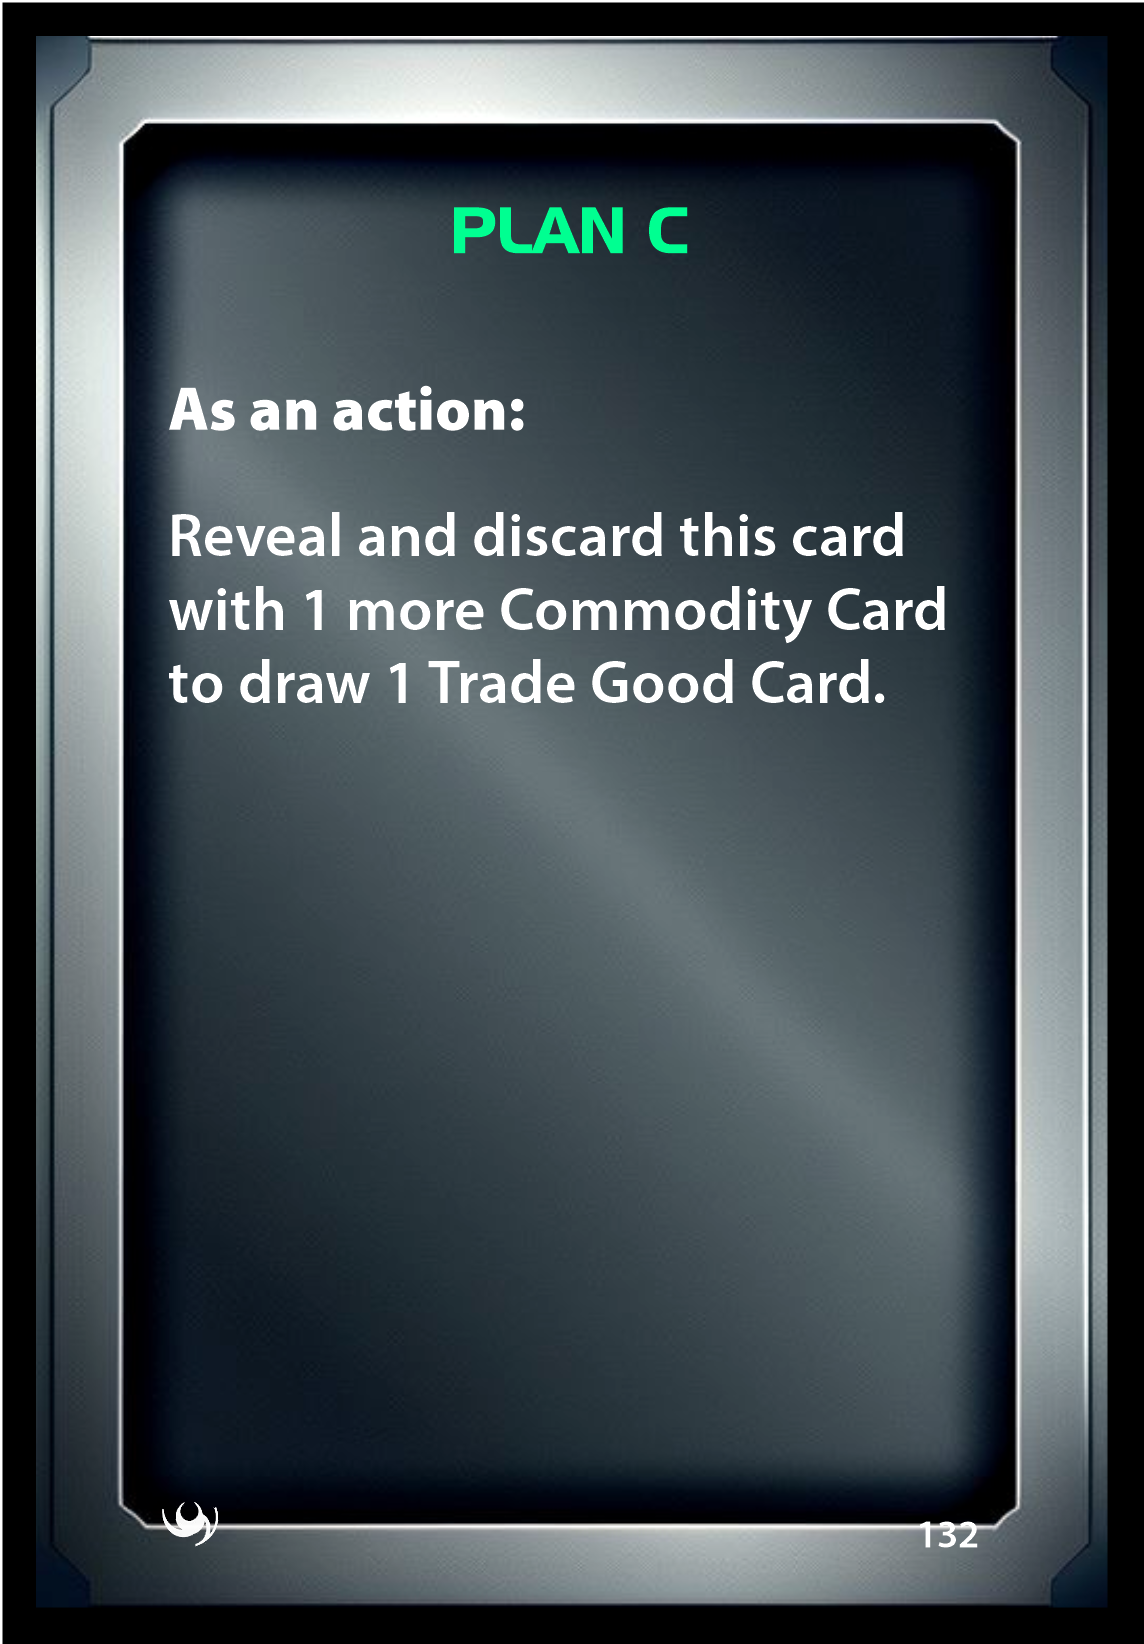 PLAN C
As an action:
Reveal and discard this card
with 1 more Commodity Card
to draw 1 Trade Good Card.
132